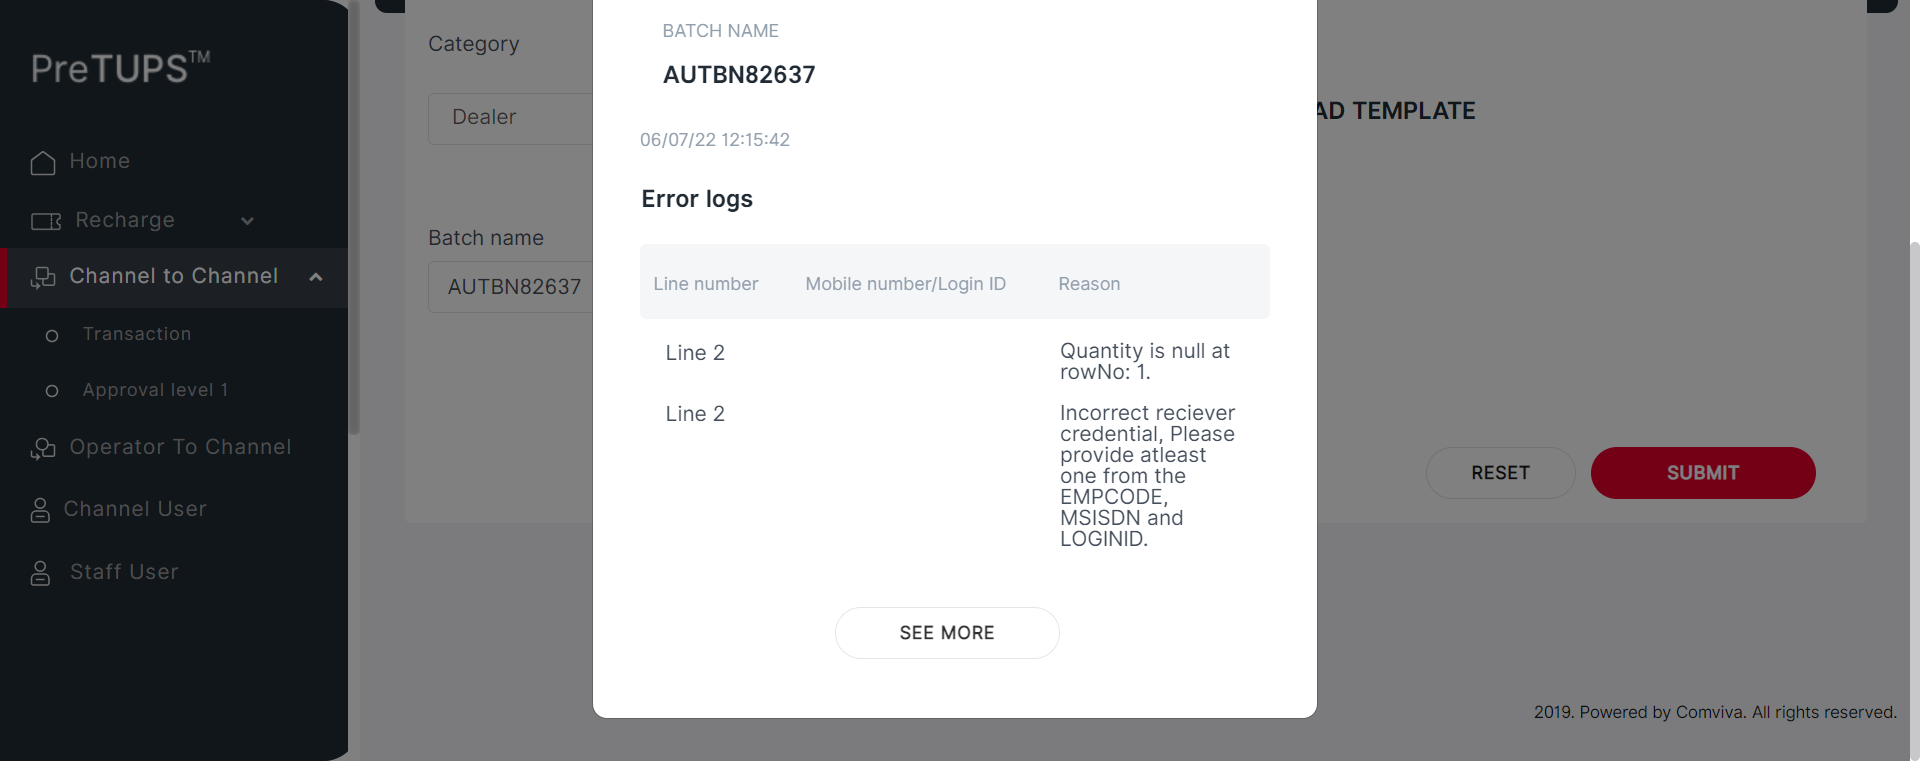 PreTUPS™
Home
Recharge
Channel to Channel
Transaction
Approval level 1
Operator To Channel
Channel User
Staff User
Category
Dealer
Batch name
AUTBN82637
BATCH NAME
AUTBN82637
06/07/22 12:15:42
Error logs
Line number Mobile number/Login ID Reason
Line 2 Quantity is null at
rowNo: 1.
Line 2 Incorrect reciever
credential, Please
provide atleast
one from the
EMPCODE,
MSISDN and
LOGINID.
SEE MORE
AD TEMPLATE
RESET SUBMIT
2019. Powered by Comviva. All rights reserved.